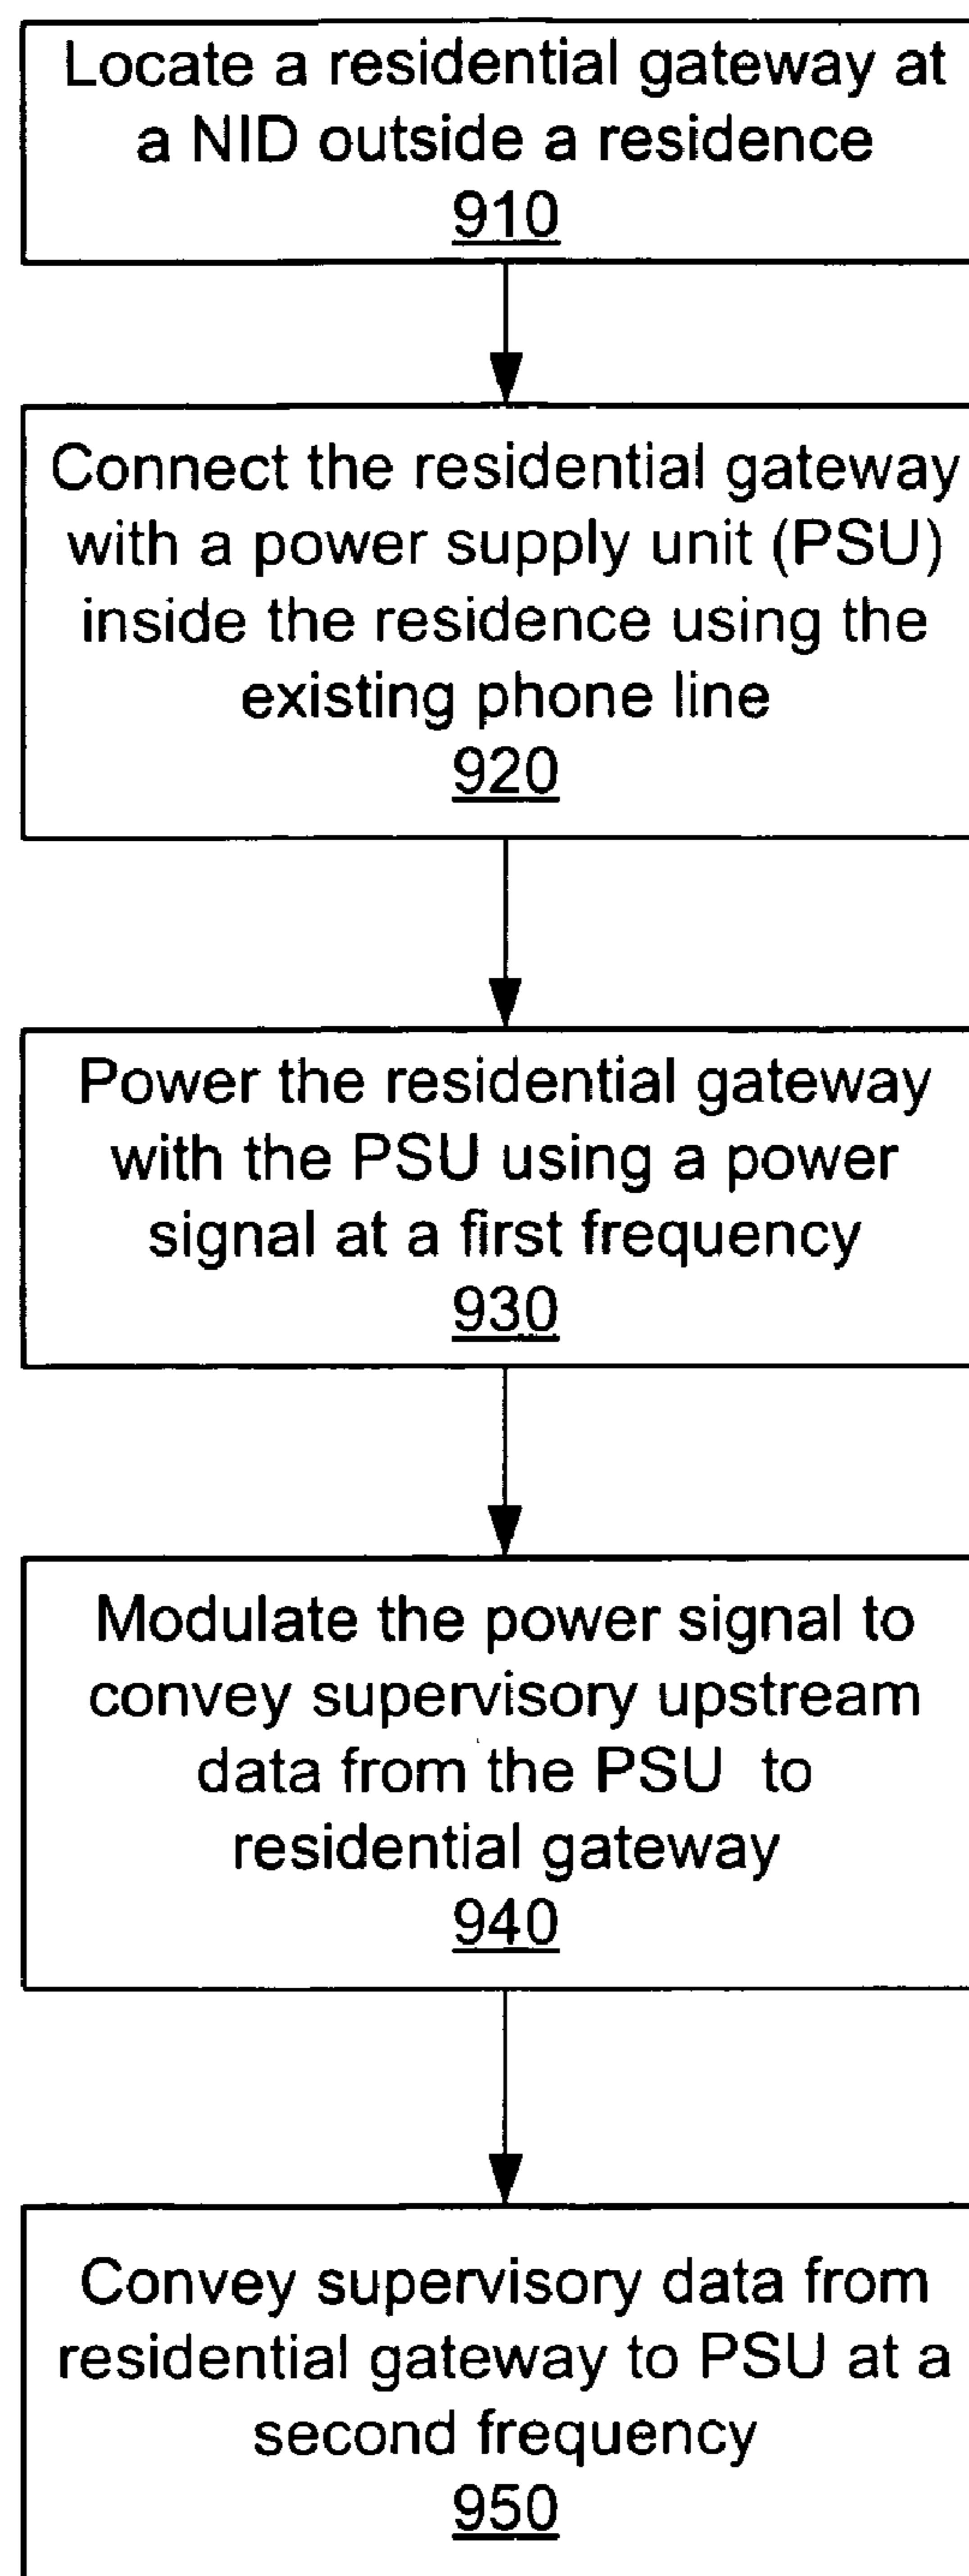 Locate a residential gateway at
a NID outside a residence
910
Connect the residential gateway
with a power supply unit (PSU)
inside the residence using the
existing phone line
920
Power the residential gateway
with the PSU using a power
signal at a first frequency
930
Modulate the power signal to
convey supervisory upstream
data from the PSU to
residential gateway
940
Convey supervisory data from
residential gateway to PSU at a
second frequency
950